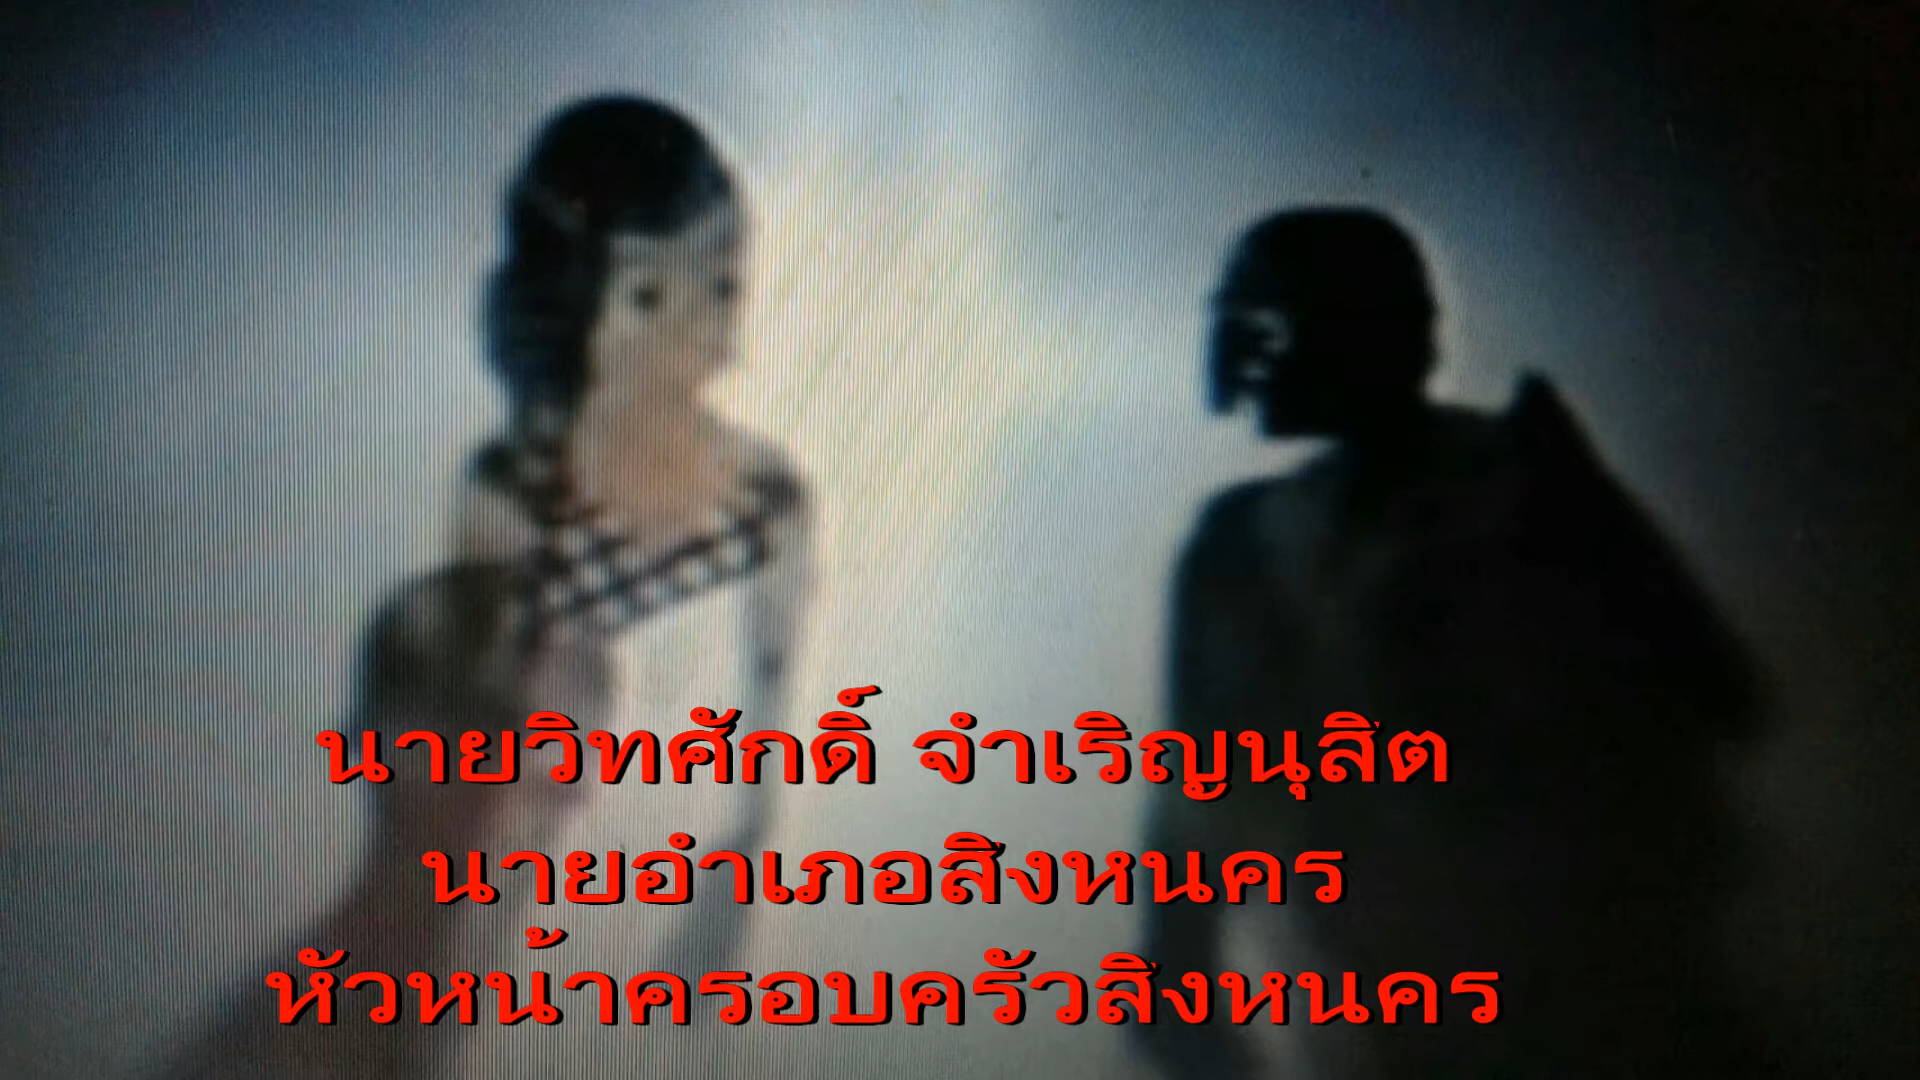 นายวิทศักดิ์ จำเริญนุสิต
นายอำเภอสิงหนคร
หัวหน้าครอบครัวสิงหนคร